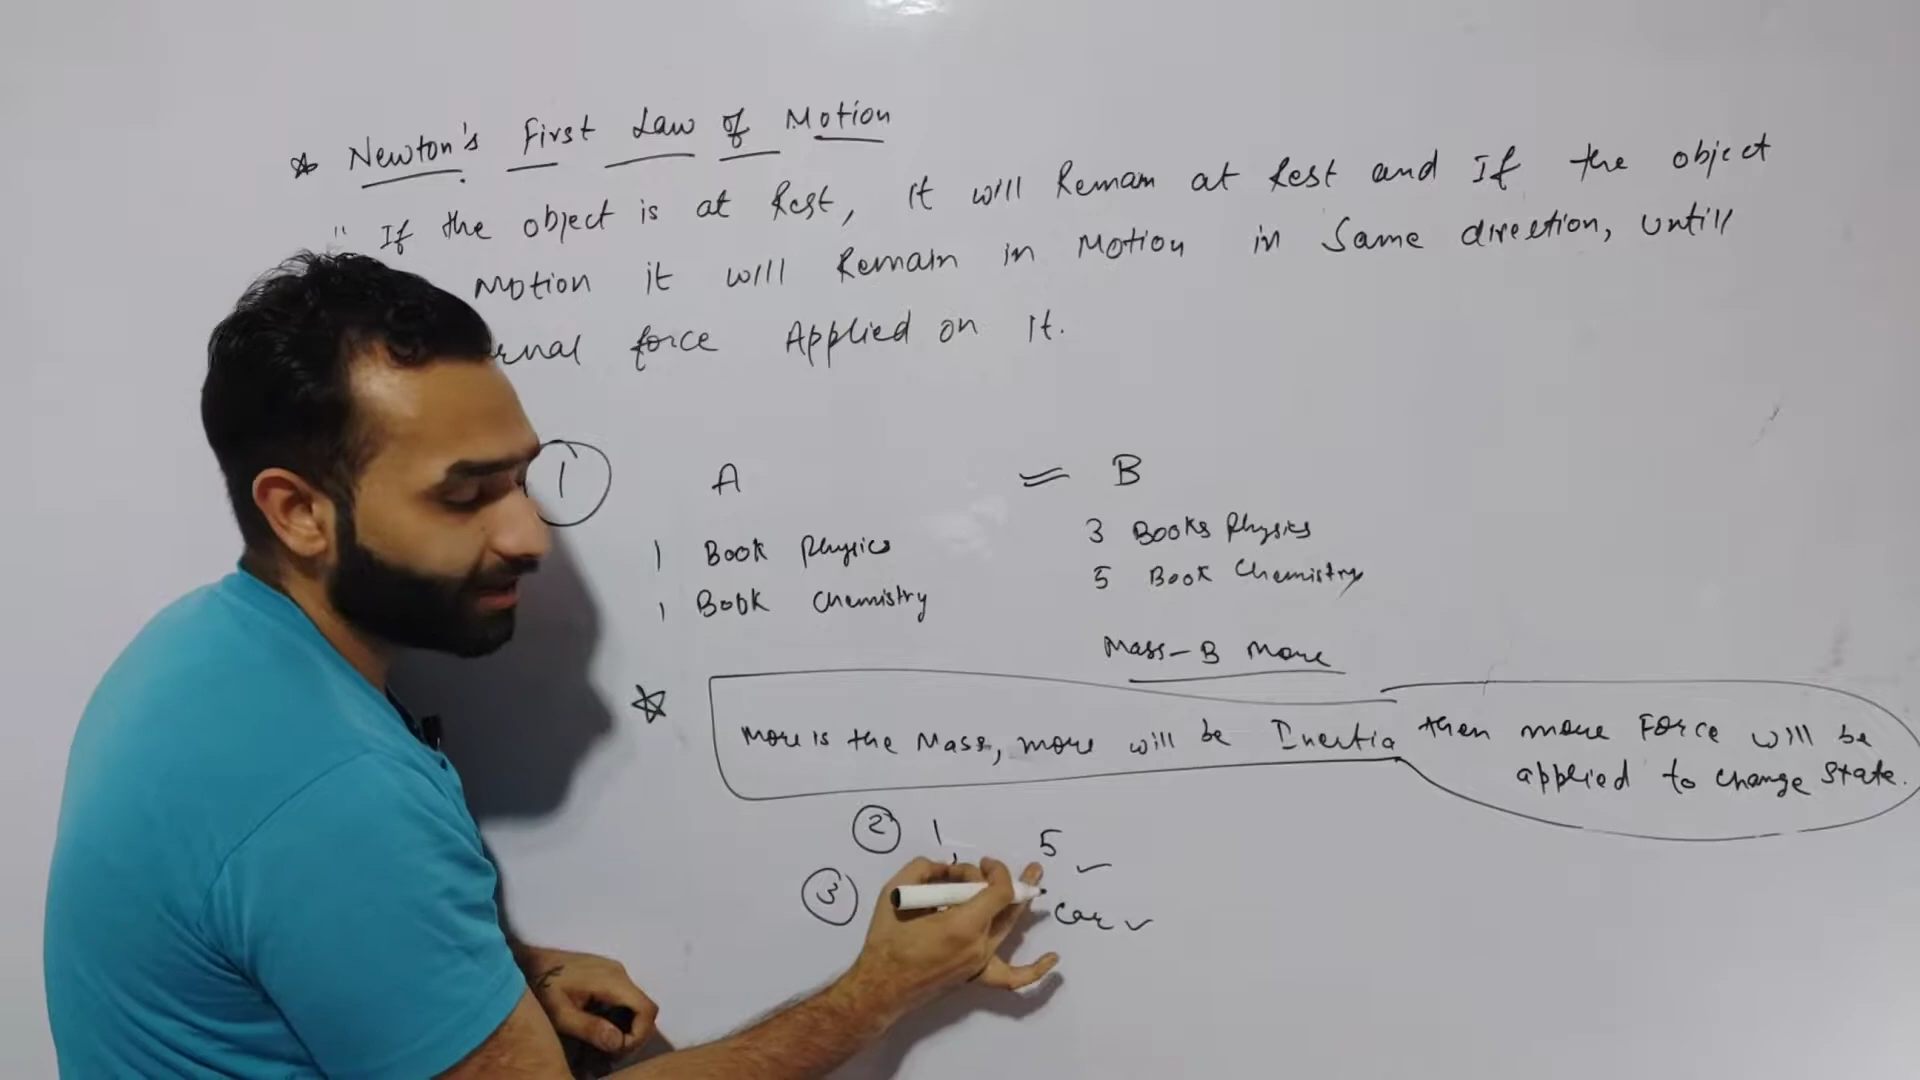 Newton's First Law of Motion
" If the object is at Rest, It will Remain at Rest and If the object
Motion it will Remain in Motion in Same direction, untill
rnal force Applied on It.
1 A = B
1 Book Physics 3 Books Physics
1 Book Chemistry 5 Book Chemistry
Mass-B More
More is the Mass, more will be Inertia then more Force will be
applied to change State.
2 1, 5
3 Car